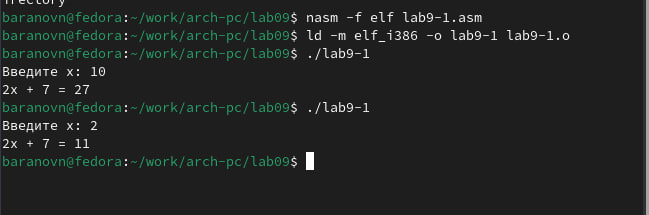 baranovn@fedora:~/work/arch-pc/lab09$ nasm -f elf lab9-1.asm
baranovn@fedora:~/work/arch-pc/lab09$ ld -m elf_i386 -o lab9-1 lab9-1.o
baranovn@fedora:~/work/arch-pc/lab09$ ./lab9-1
Введите x: 10
2x + 7 = 27
baranovn@fedora:~/work/arch-pc/lab09$ ./lab9-1
Введите x: 2
2x + 7 = 11
baranovn@fedora:~/work/arch-pc/lab09$